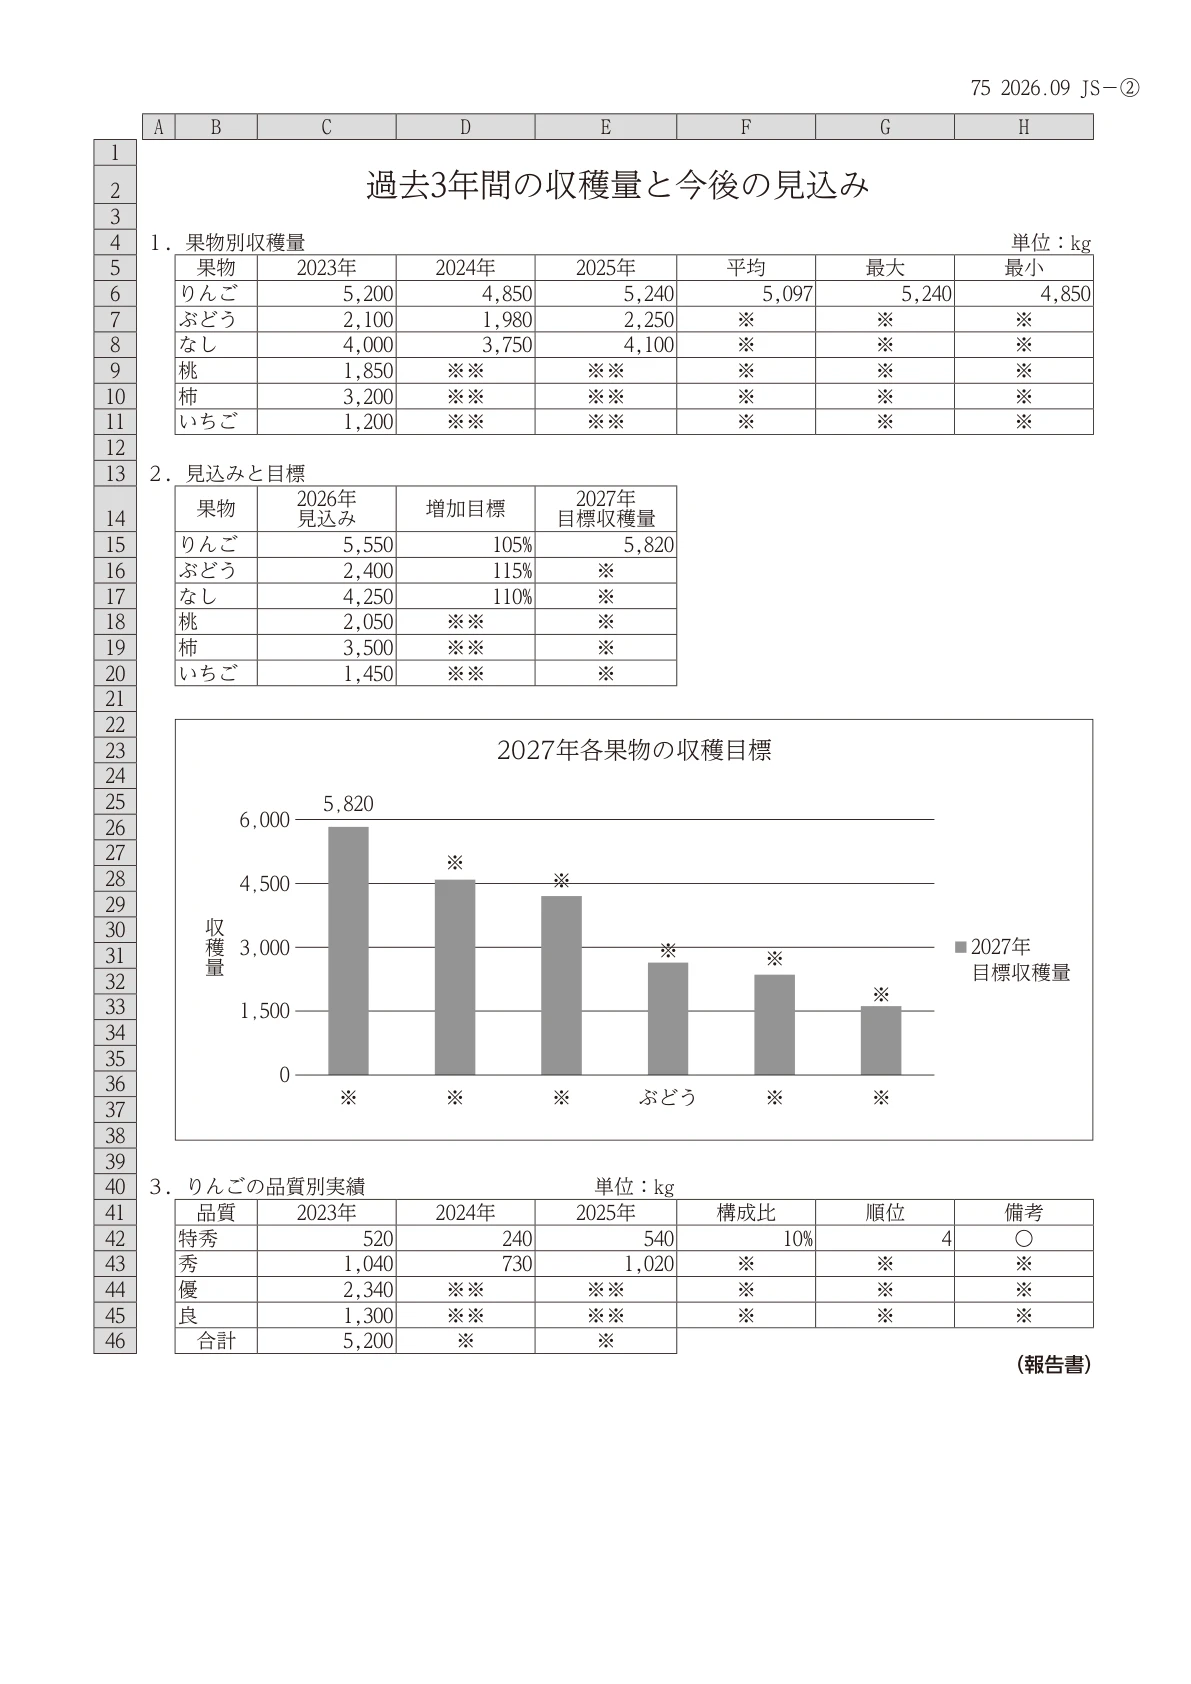 75 2026.09 JS－②
A B C D E F G H
1
2 過去3年間の収穫量と今後の見込み
3
4 1．果物別収穫量 単位：kg
5 果物 2023年 2024年 2025年 平均 最大 最小
6 りんご 5,200 4,850 5,240 5,097 5,240 4,850
7 ぶどう 2,100 1,980 2,250 ※ ※ ※
8 なし 4,000 3,750 4,100 ※ ※ ※
9 桃 1,850 ※※ ※※ ※ ※ ※
10 柿 3,200 ※※ ※※ ※ ※ ※
11 いちご 1,200 ※※ ※※ ※ ※ ※
12
13 2．見込みと目標
14 果物 2026年 見込み 増加目標 2027年 目標収穫量
15 りんご 5,550 105% 5,820
16 ぶどう 2,400 115% ※
17 なし 4,250 110% ※
18 桃 2,050 ※※ ※
19 柿 3,500 ※※ ※
20 いちご 1,450 ※※ ※
21
22
23 2027年各果物の収穫目標
24
25 5,820
26 6,000
27 ※
28 4,500 ※
29
30 収穫量
31 3,000 ※ ※ 2027年
32 目標収穫量
33 1,500 ※
34
35
36 0
37 ※ ※ ※ ぶどう ※ ※
38
39
40 3．りんごの品質別実績 単位：kg
41 品質 2023年 2024年 2025年 構成比 順位 備考
42 特秀 520 240 540 10% 4 ○
43 秀 1,040 730 1,020 ※ ※ ※
44 優 2,340 ※※ ※※ ※ ※ ※
45 良 1,300 ※※ ※※ ※ ※ ※
46 合計 5,200 ※ ※
（報告書）